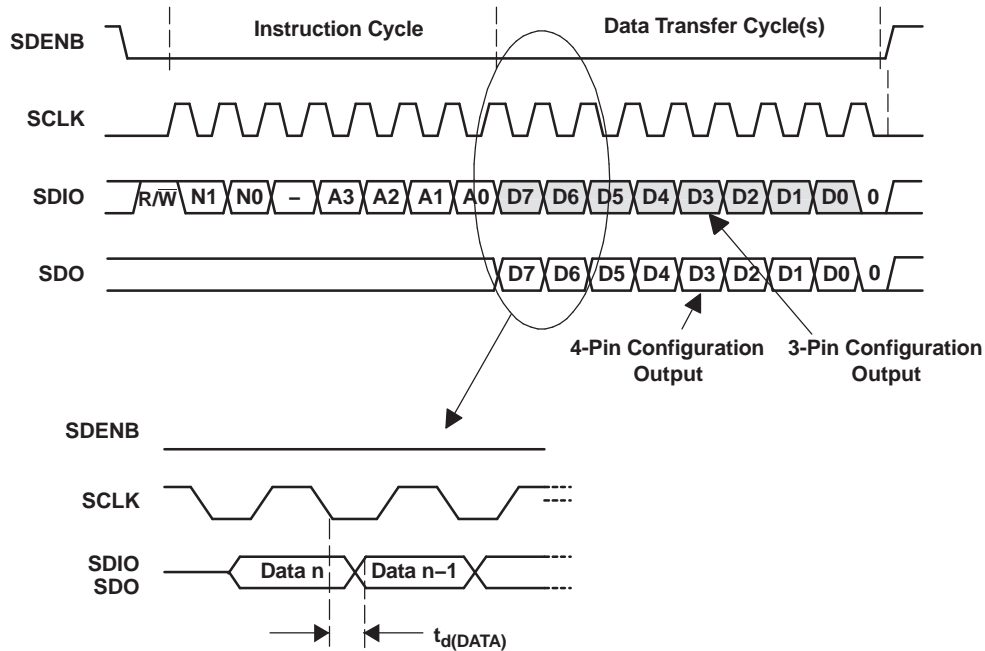 Instruction Cycle
Data Transfer Cycle(s)
SDENB
SCLK
SDIO
R/W̅ N1 N0 – A3 A2 A1 A0 D7 D6 D5 D4 D3 D2 D1 D0 0
SDO
D7 D6 D5 D4 D3 D2 D1 D0 0
4-Pin Configuration
Output
3-Pin Configuration
Output
SDENB
SCLK
SDIO
SDO
Data n
Data n–1
td(DATA)